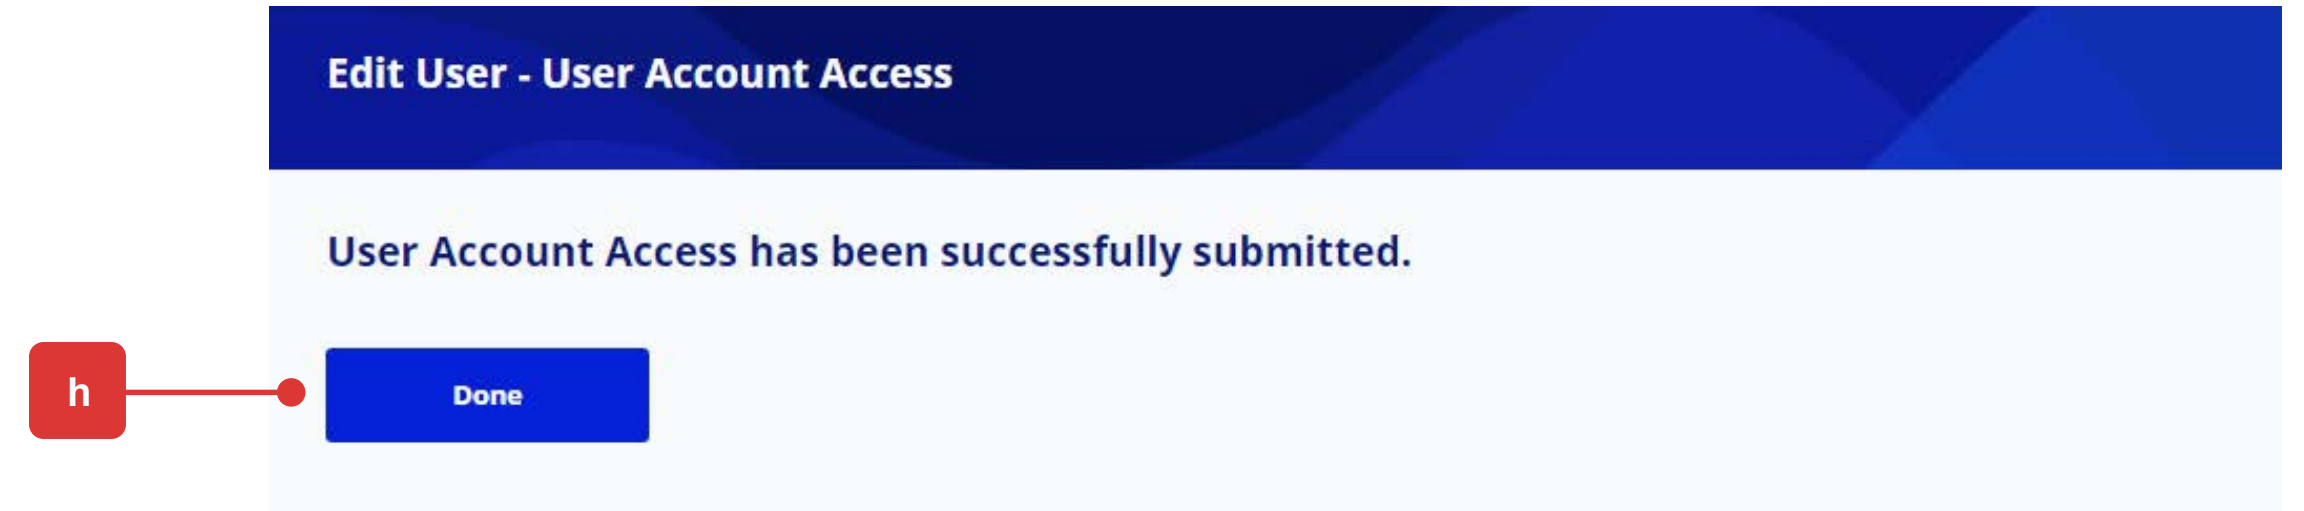 Edit User - User Account Access
User Account Access has been successfully submitted.
h
Done